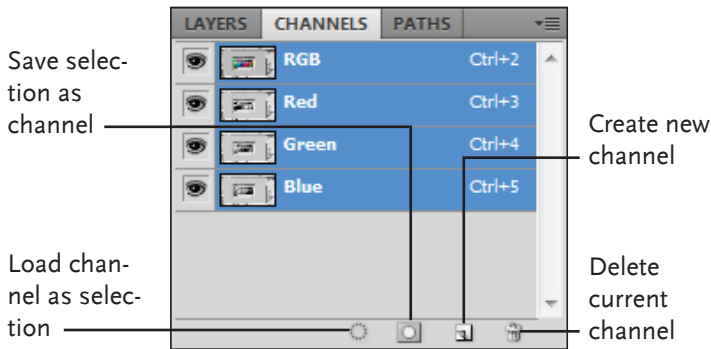 LAYERS CHANNELS PATHS
RGB Ctrl+2
Red Ctrl+3
Green Ctrl+4
Blue Ctrl+5
Save selec-
tion as
channel
Load chan-
nel as selec-
tion
Create new
channel
Delete
current
channel